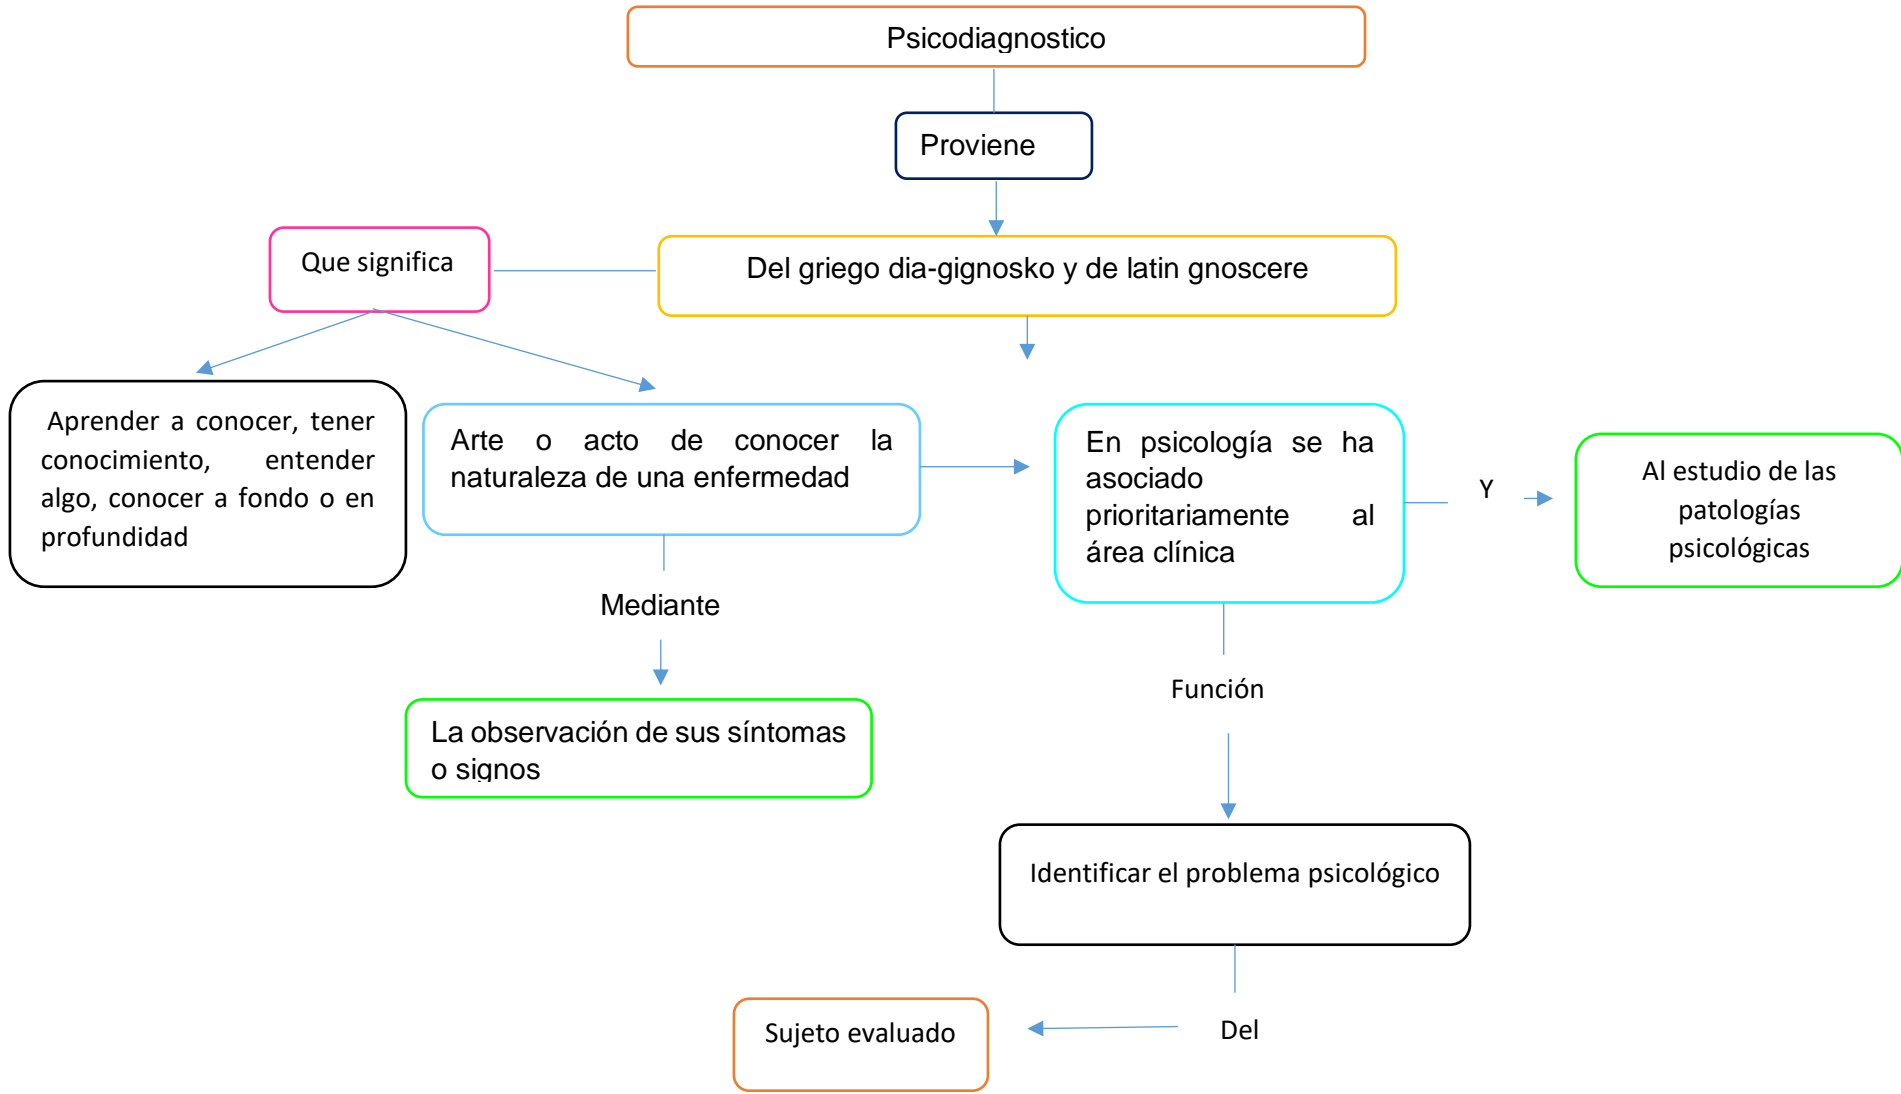 Psicodiagnostico
Proviene
Que significa
Del griego dia-gignosko y de latin gnoscere
Aprender a conocer, tener
conocimiento, entender
algo, conocer a fondo o en
profundidad
Arte o acto de conocer la
naturaleza de una enfermedad
En psicología se ha
asociado
prioritariamente al
área clínica
Y
Al estudio de las
patologías
psicológicas
Mediante
Función
La observación de sus síntomas
o signos
Identificar el problema psicológico
Del
Sujeto evaluado